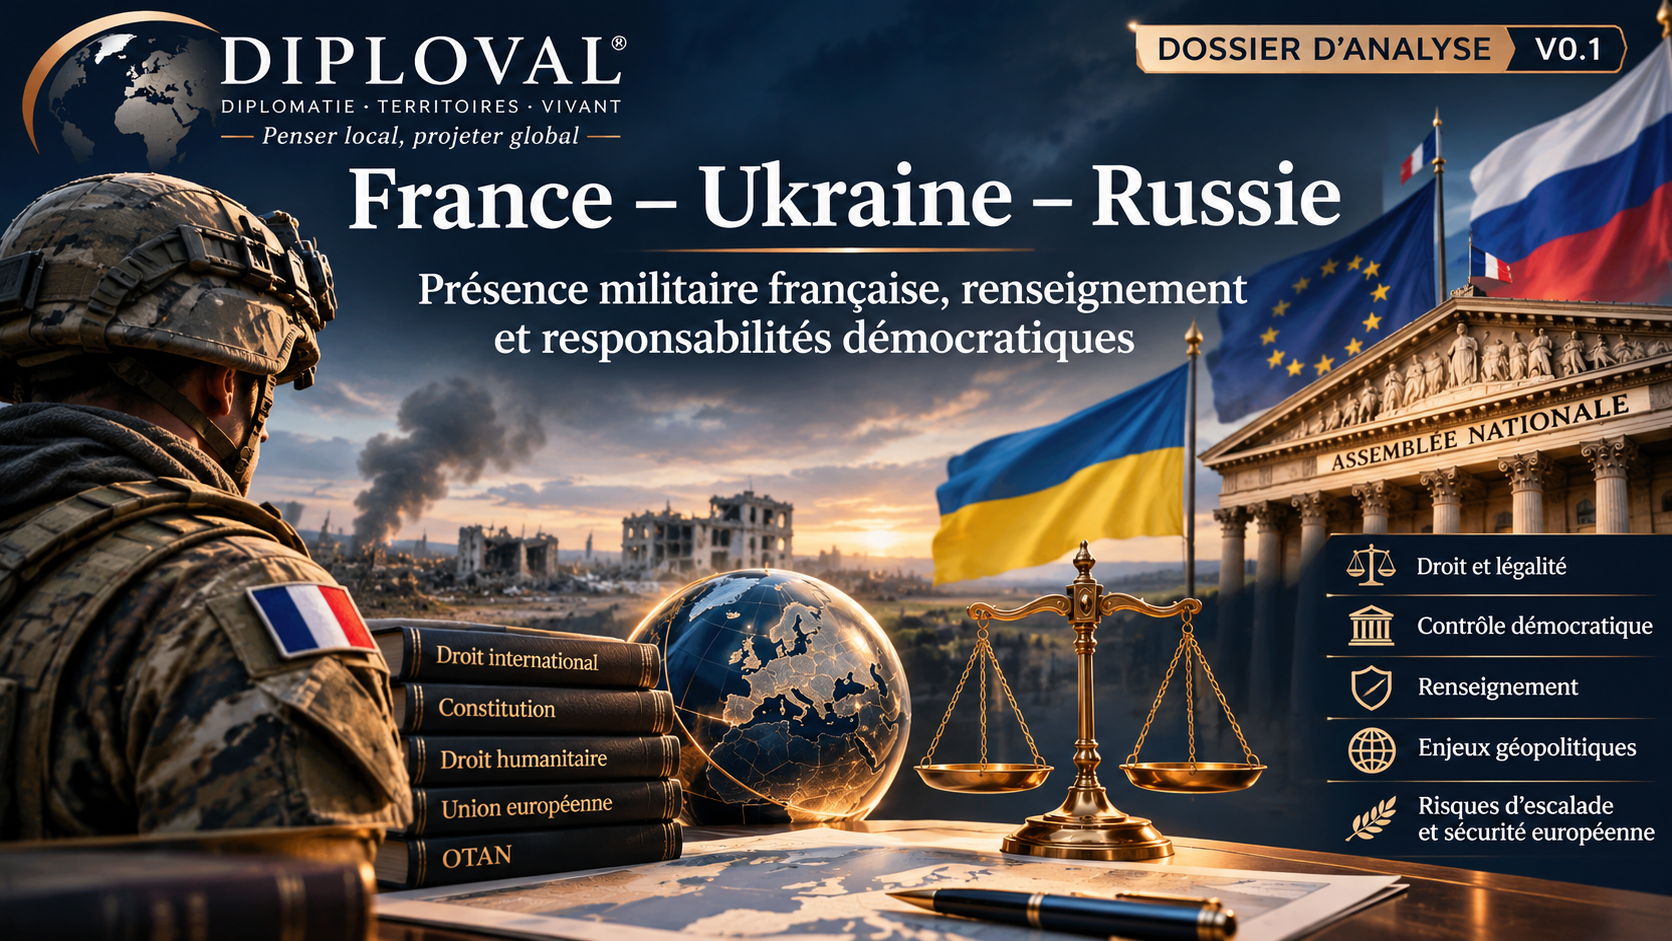 DIPLOVAL®
DIPLOMATIE · TERRITOIRES · VIVANT
Penser local, projeter global
DOSSIER D'ANALYSE V0.1
France – Ukraine – Russie
Présence militaire française, renseignement
et responsabilités démocratiques
ASSEMBLÉE NATIONALE
Droit international
Constitution
Droit humanitaire
Union européenne
OTAN
Droit et légalité
Contrôle démocratique
Renseignement
Enjeux géopolitiques
Risques d'escalade
et sécurité européenne